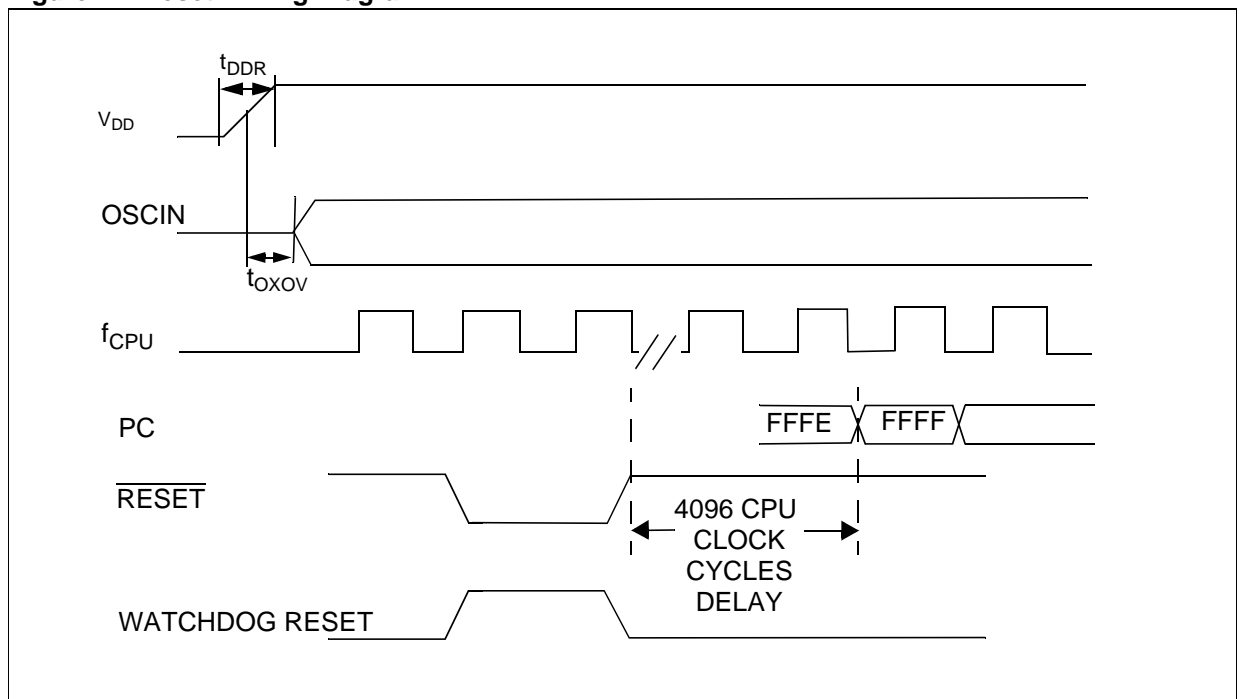 tDDR
VDD
OSCIN
tOXOV
fCPU
PC
FFFE
FFFF
RESET
4096 CPU
CLOCK
CYCLES
DELAY
WATCHDOG RESET